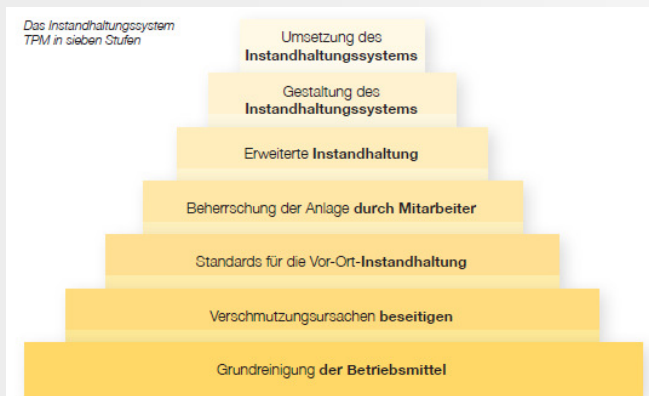 Das Instandhaltungssystem
TPM in sieben Stufen
Umsetzung des
Instandhaltungssystems
Gestaltung des
Instandhaltungssystems
Erweiterte Instandhaltung
Beherrschung der Anlage durch Mitarbeiter
Standards für die Vor-Ort-Instandhaltung
Verschmutzungsursachen beseitigen
Grundreinigung der Betriebsmittel